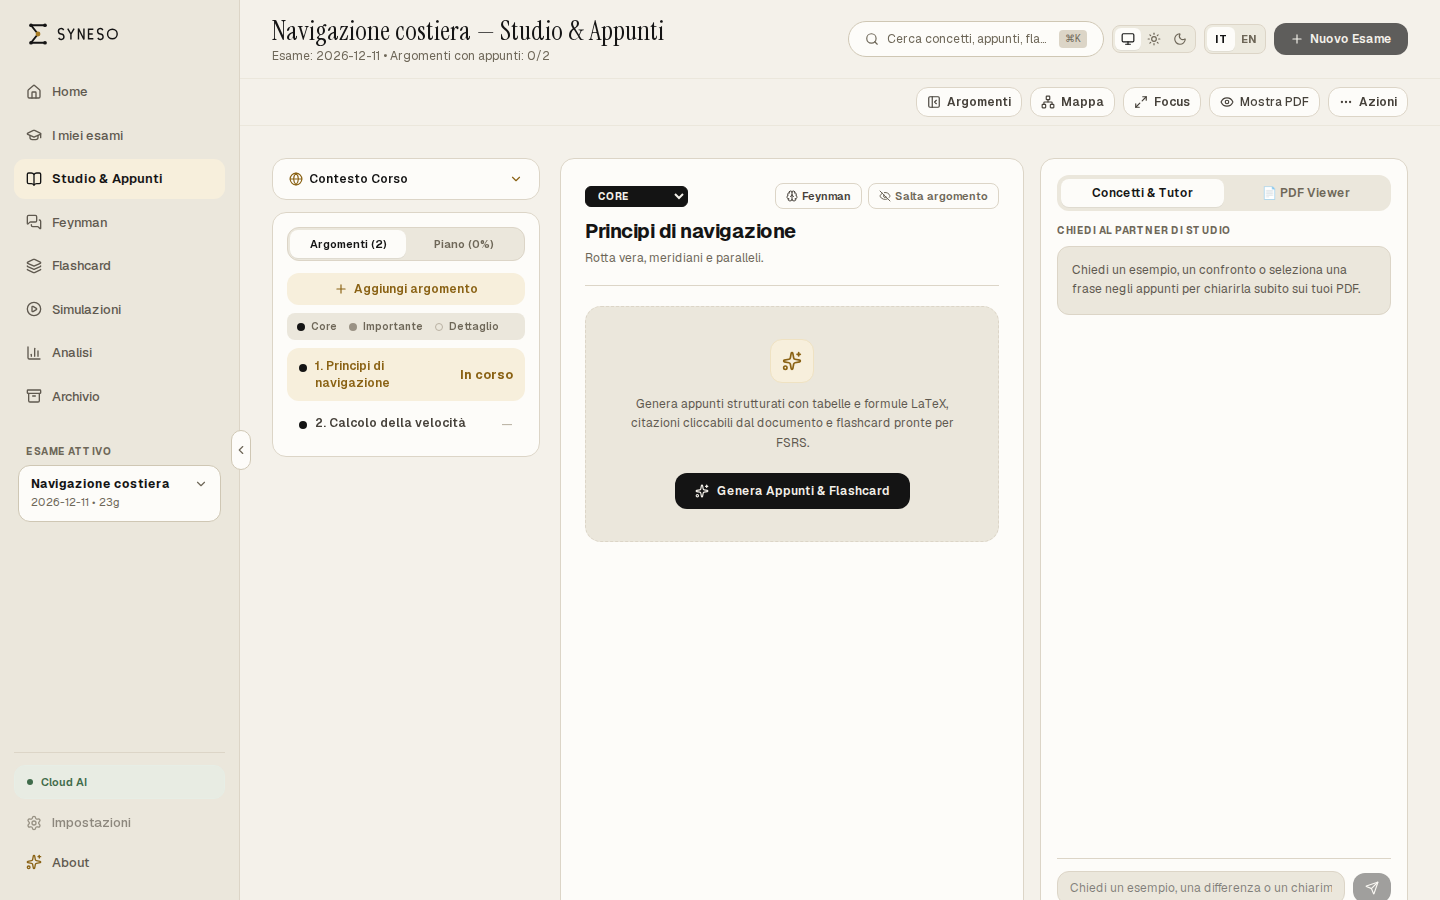 SYNESO
Home
I miei esami
Studio & Appunti
Feynman
Flashcard
Simulazioni
Analisi
Archivio
ESAME ATTIVO
Navigazione costiera
2026-12-11 • 23g
Cloud AI
Impostazioni
About
Navigazione costiera — Studio & Appunti
Esame: 2026-12-11 • Argomenti con appunti: 0/2
Cerca concetti, appunti, fla...
⌘K
IT
EN
Nuovo Esame
Argomenti
Mappa
Focus
Mostra PDF
Azioni
Contesto Corso
Argomenti (2)
Piano (0%)
Aggiungi argomento
Core
Importante
Dettaglio
1. Principi di
navigazione
In corso
2. Calcolo della velocità
—
CORE
Feynman
Salta argomento
Principi di navigazione
Rotta vera, meridiani e paralleli.
Genera appunti strutturati con tabelle e formule LaTeX,
citazioni cliccabili dal documento e flashcard pronte per
FSRS.
Genera Appunti & Flashcard
Concetti & Tutor
📄 PDF Viewer
CHIEDI AL PARTNER DI STUDIO
Chiedi un esempio, un confronto o seleziona una
frase negli appunti per chiarirla subito sui tuoi PDF.
Chiedi un esempio, una differenza o un chiarim